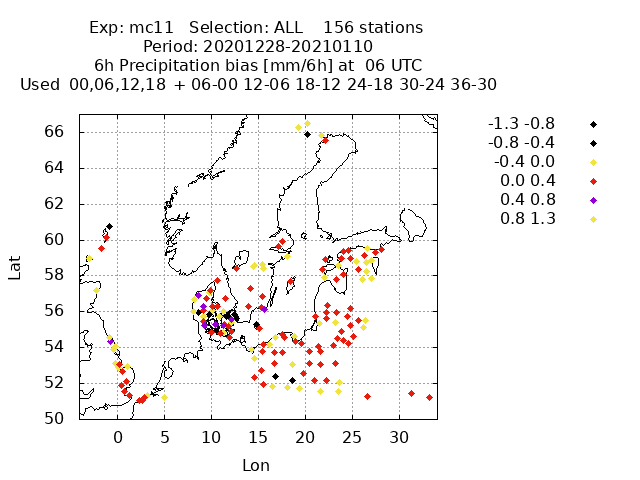 Exp: mc11   Selection: ALL    156 stations
Period: 20201228-20210110
6h Precipitation bias [mm/6h] at  06 UTC
Used  00,06,12,18  + 06-00 12-06 18-12 24-18 30-24 36-30
-1.3 -0.8
-0.8 -0.4
-0.4 0.0
0.0 0.4
0.4 0.8
0.8 1.3
66
64
62
60
58
56
54
52
50
Lat
0 5 10 15 20 25 30
Lon